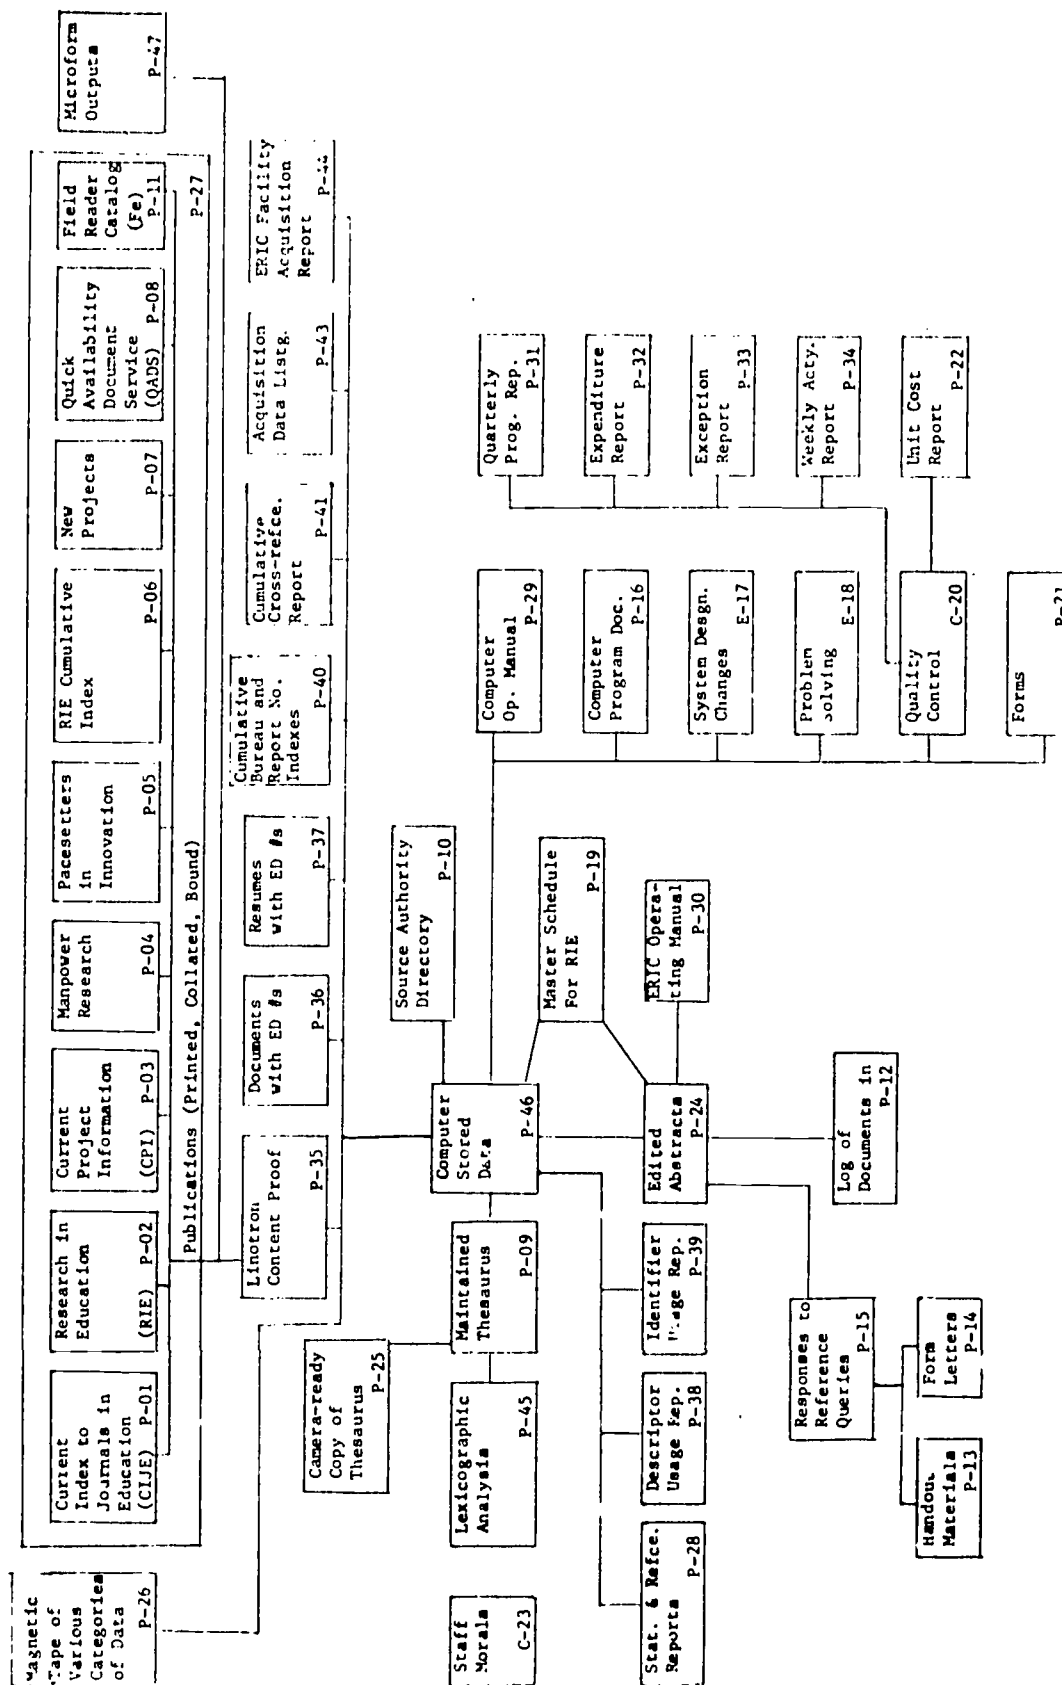 Magnetic
Tape of
Various
Categories
of Data
P-26
Current
Index to
Journals in
Education
(CIJE) P-01
Research in
Education
(RIE) P-02
Current
Project
Information
(CPI) P-03
Manpower
Research
P-04
Pacesetters
in
Innovation
P-05
RIE Cumulative
Index
P-06
New
Projects
P-07
Quick
Availability
Document
Service
(QADS) P-08
Field
Reader
Catalog
(Fe)
P-11
Publications (Printed, Collated, Bound)
P-27
Microform
Outputs
P-47
Linotron
Content Proof
P-35
Documents
with ED #s
P-36
Resumes
with ED #s
P-37
Cumulative
Bureau and
Report No.
Indexes
P-40
Cumulative
Cross-refce.
Report
P-41
Acquisition
Data Listg.
P-43
ERIC Facility
Acquisition
Report
P-44
Camera-ready
Copy of
Thesaurus
P-25
Source Authority
Directory
P-10
Staff
Morala
C-23
Lexicographic
Analysis
P-45
Maintained
Thesaurus
P-09
Computer
Stored
Data
P-46
Master Schedule
For RIE
P-19
Computer
Op. Manual
P-29
Quarterly
Prog. Rep.
P-31
Computer
Program Doc.
P-16
Expenditure
Report
P-32
System Desgn.
Changes
E-17
Exception
Report
P-33
Problem
Solving
E-18
Weekly Acty.
Report
P-34
Quality
Control
C-20
Unit Cost
Report
P-22
Forms
P-21
Stat. & Refce.
Reports
P-28
Descriptor
Usage Rep.
P-38
Identifier
Usage Rep.
P-39
Edited
Abstracts
P-24
ERIC Opera-
ting Manual
P-30
Responses to
Reference
Queries
P-15
Log of
Documents in
P-12
Handout
Materials
P-13
Form
Letters
P-14